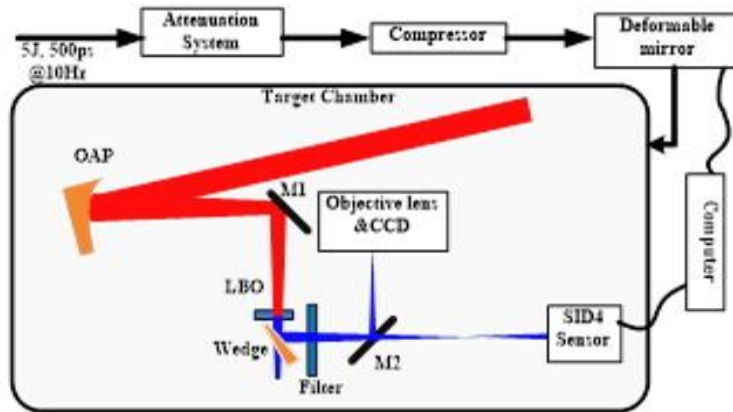 Attenuation
System
Compressor
Deformable
mirror
5J, 500ps
@10Hz
Target Chamber
OAP
M1
Objective lens
&CCD
Computer
LBO
SID4
Sensor
Wedge
M2
Filter